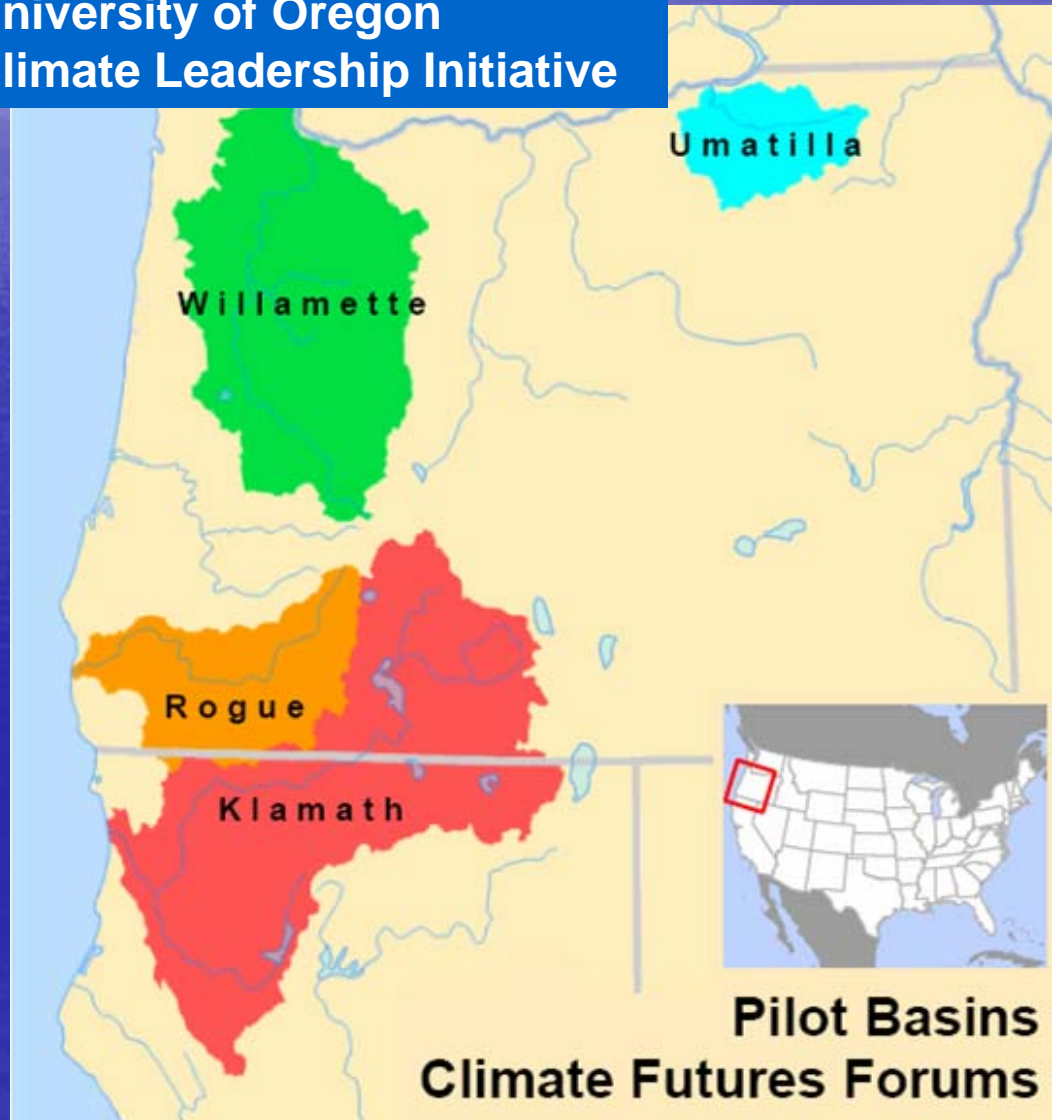 niversity of Oregon
limate Leadership Initiative
Umatilla
Willamette
Rogue
Klamath
Pilot Basins
Climate Futures Forums